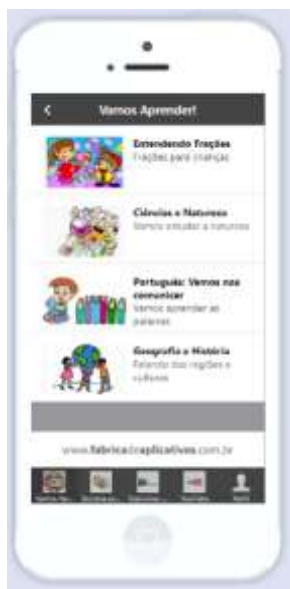 Vamos Aprender!
Entendendo Frações
Frações para crianças
Ciências e Natureza
Vamos estudar a natureza
Português: Vamos nos
comunicar
Vamos aprender as
palavras
Geografia e História
Falando das regiões e
culturas
www.fabricadeaplicativos.com.br